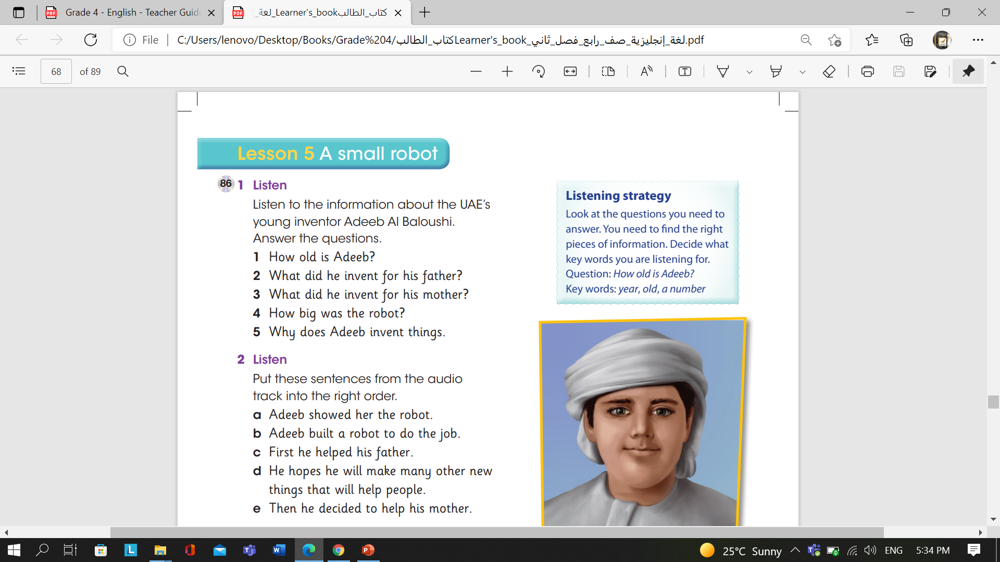 Grade 4 - English - Teacher Guide
لغة_Learner's_bookكتاب_الطالب
File
C:/Users/lenovo/Desktop/Books/Grade%204/كتاب_الطالبLearner's_book_لغة_إنجليزية_صف_رابع_فصل_ثاني.pdf
68 of 89
Lesson 5 A small robot
86 1 Listen
Listen to the information about the UAE's
young inventor Adeeb Al Baloushi.
Answer the questions.
1 How old is Adeeb?
2 What did he invent for his father?
3 What did he invent for his mother?
4 How big was the robot?
5 Why does Adeeb invent things.
2 Listen
Put these sentences from the audio
track into the right order.
a Adeeb showed her the robot.
b Adeeb built a robot to do the job.
c First he helped his father.
d He hopes he will make many other new
things that will help people.
e Then he decided to help his mother.
Listening strategy
Look at the questions you need to
answer. You need to find the right
pieces of information. Decide what
key words you are listening for.
Question: How old is Adeeb?
Key words: year, old, a number
25°C Sunny
ENG
5:34 PM